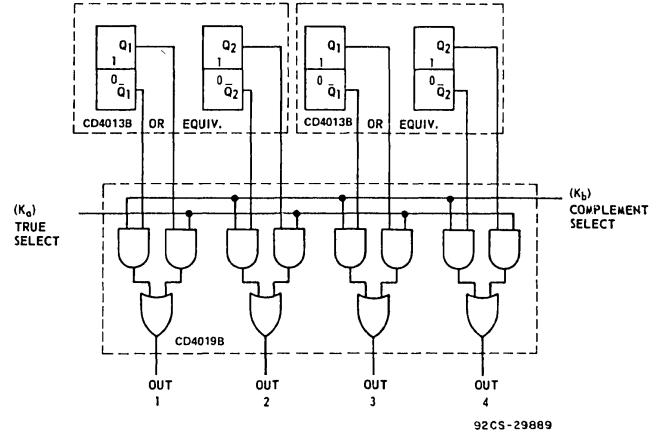 Q1 Q2 Q1 Q2
1 1 1 1
0 0 0 0
Q̅1 Q̅2 Q̅1 Q̅2
CD4013B OR EQUIV. CD4013B OR EQUIV.
(Ka)
TRUE
SELECT
(Kb)
COMPLEMENT
SELECT
CD4019B
OUT OUT OUT OUT
1 2 3 4
92CS-29889